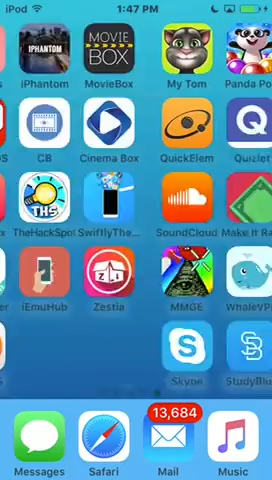 iPod 1:47 PM
IPHANTOM MOVIE BOX
iPhantom MovieBox My Tom Panda Po
CB Cinema Box QuickElem Quizlet
THS
x TheHackSpot SwiftlyThe... SoundCloud Make It Ra
er iEmuHub Zestia MMGE WhaleVP
s Skype StudyBlu
13,684
Messages Safari Mail Music